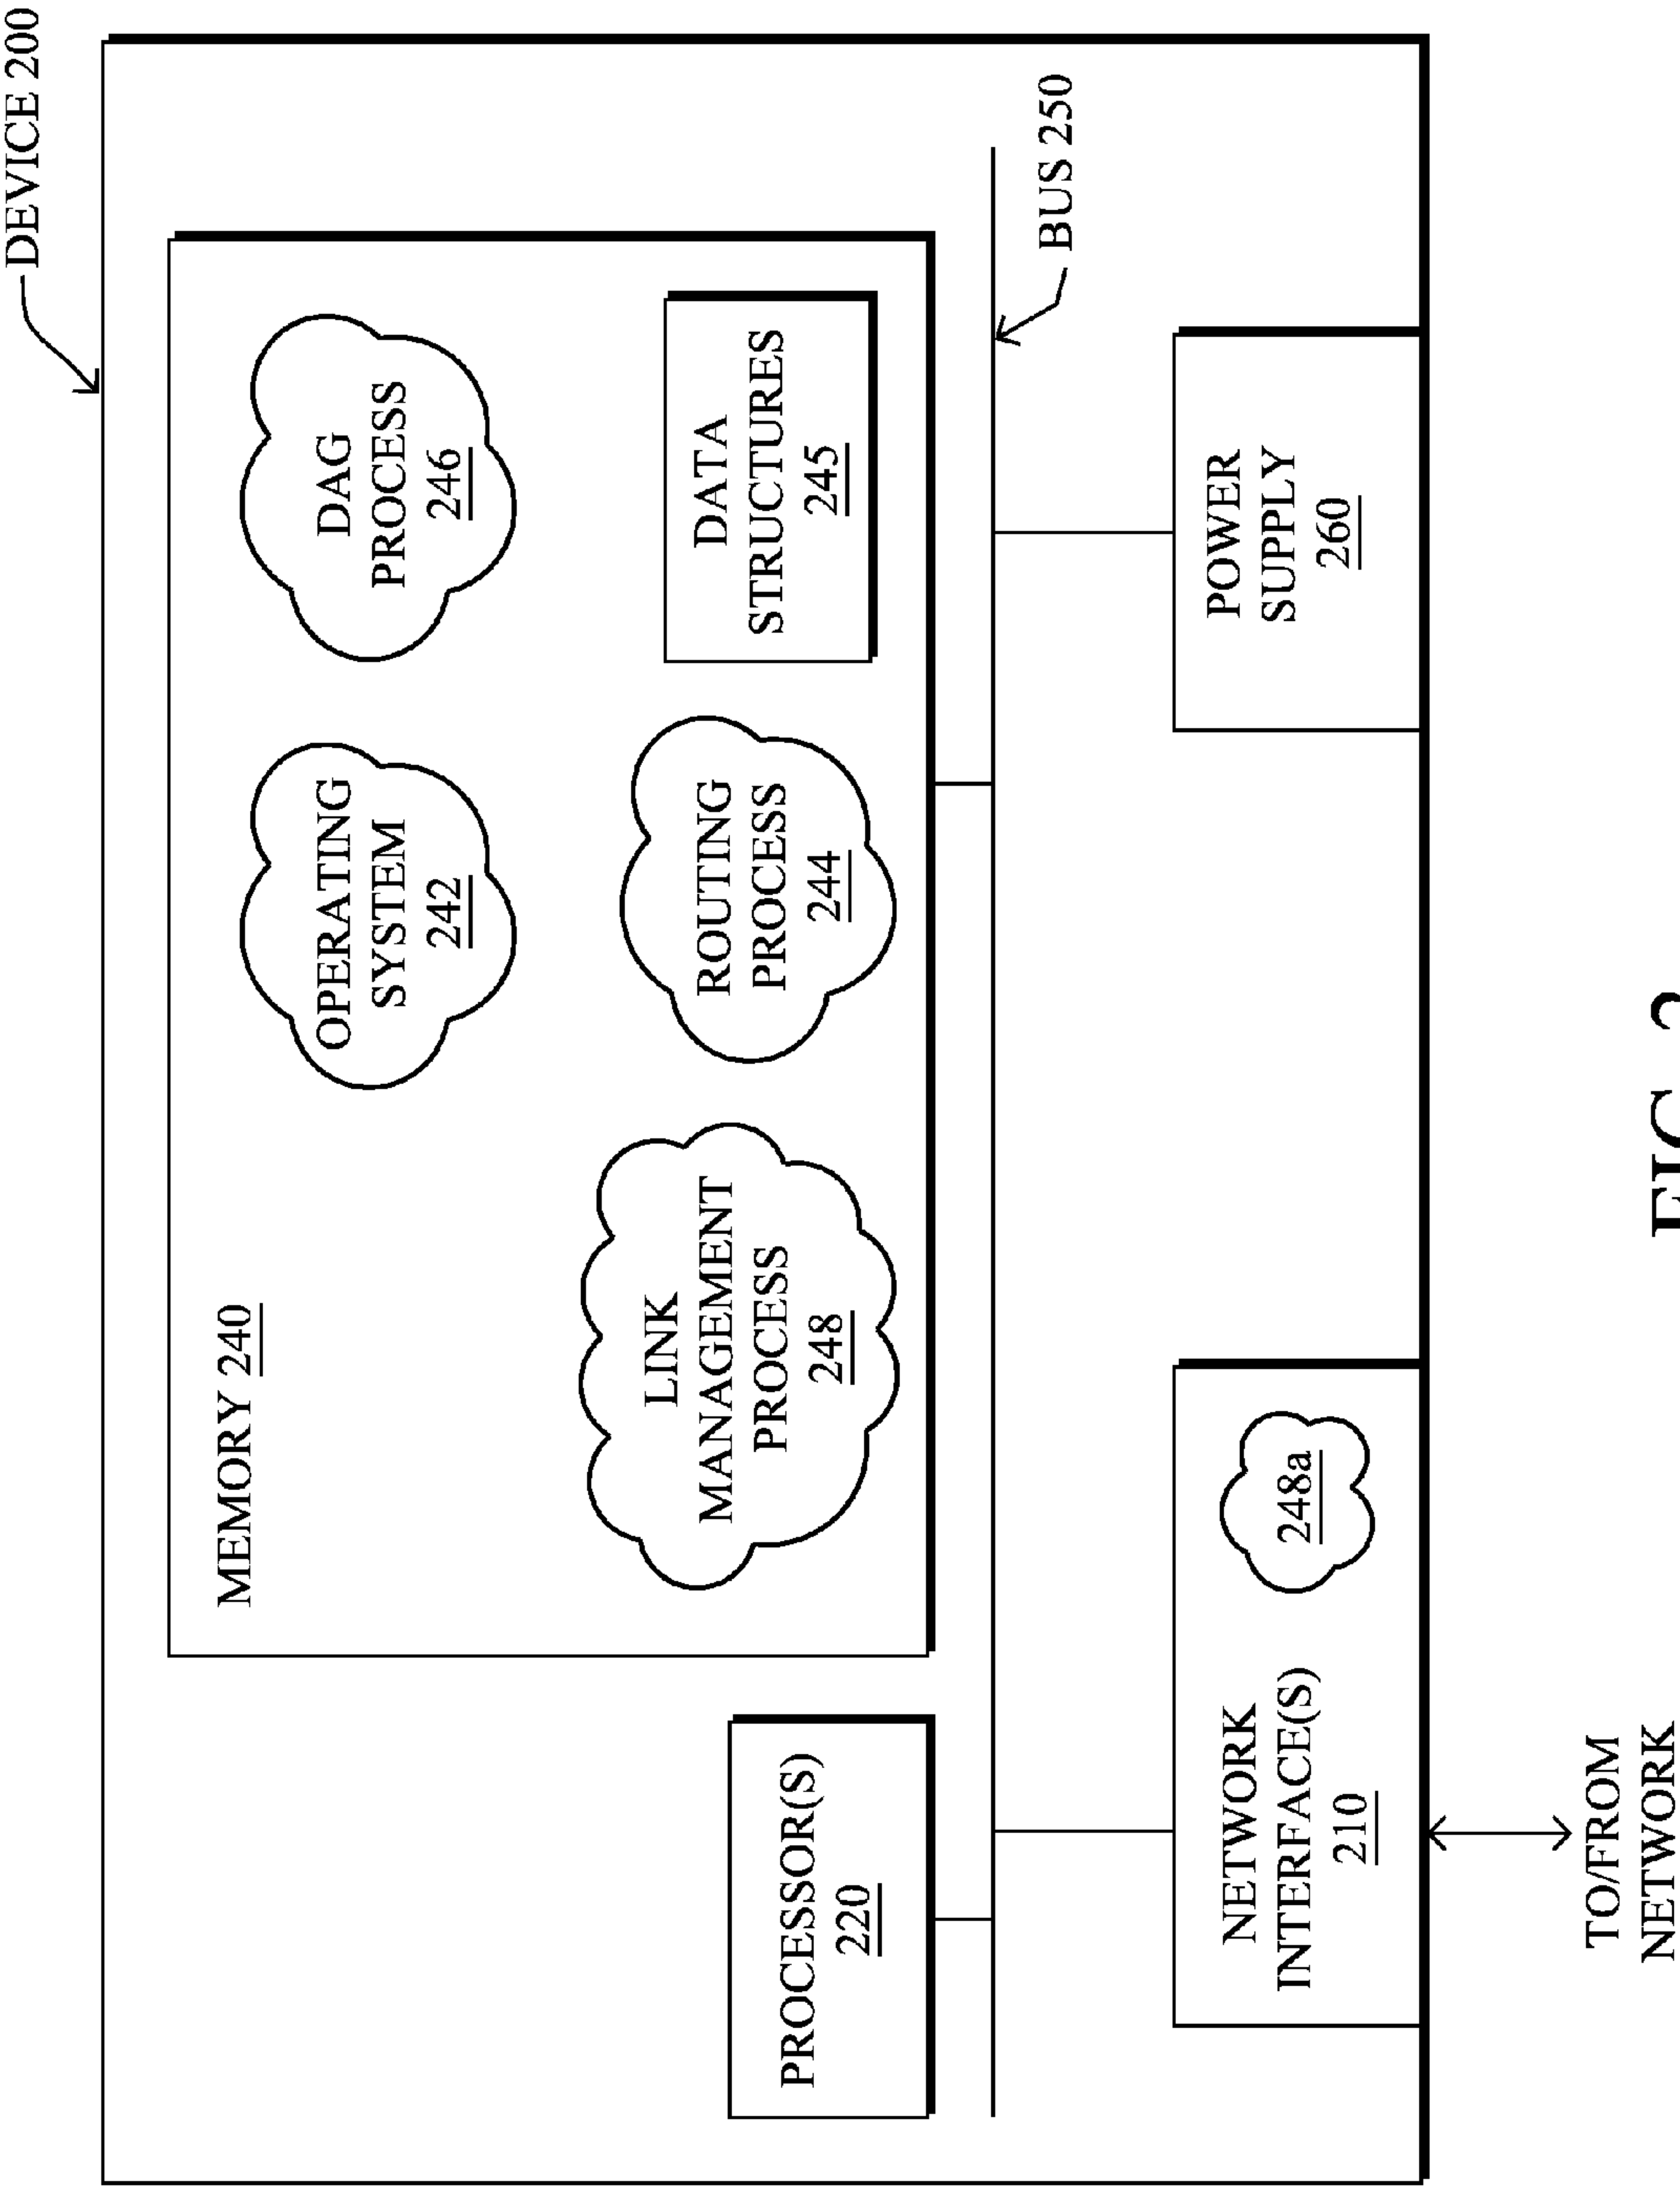 DEVICE 200
MEMORY 240
OPERATING
SYSTEM
242
DAG
PROCESS
246
LINK
MANAGEMENT
PROCESS
248
ROUTING
PROCESS
244
DATA
STRUCTURES
245
PROCESSOR(S)
220
BUS 250
NETWORK
INTERFACE(S)
210
248a
POWER
SUPPLY
260
TO/FROM
NETWORK